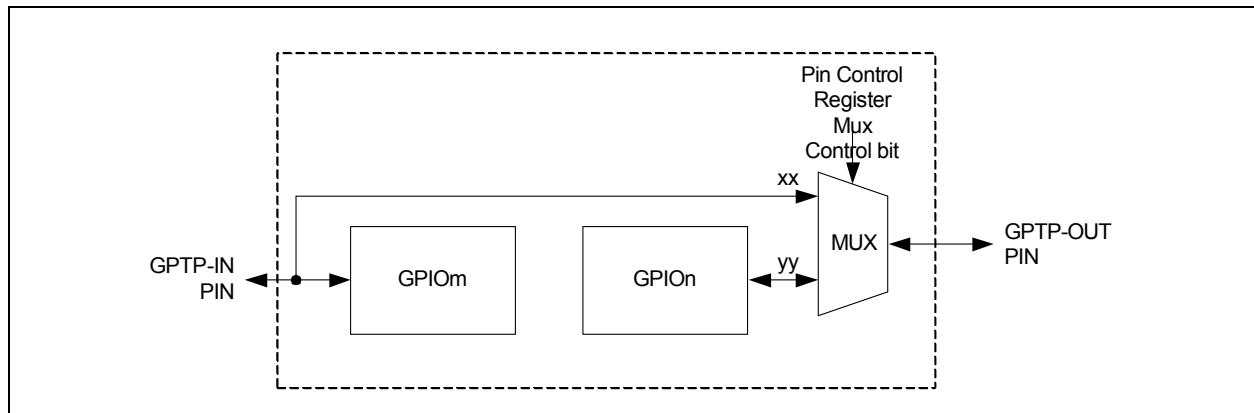 Pin Control
Register
Mux
Control bit
xx
MUX
GPTP-OUT
PIN
GPTP-IN
PIN
GPIOm
GPIOn
yy